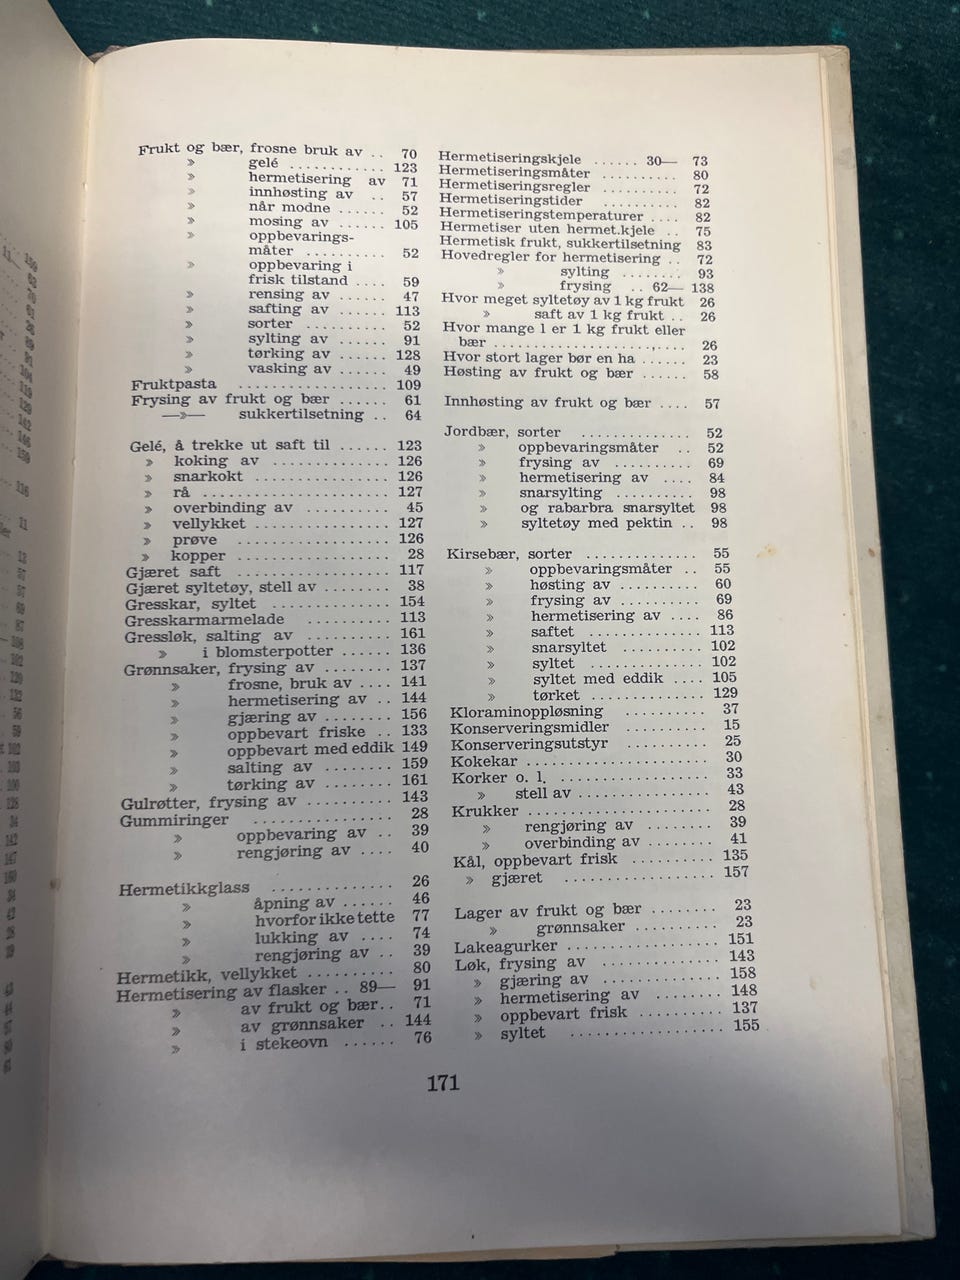 Frukt og bær, frosne bruk av .. 70
» gelé ............ 123
» hermetisering av 71
» innhøsting av .. 57
» når modne ...... 52
» mosing av ...... 105
» oppbevarings-
måter .......... 52
» oppbevaring i
frisk tilstand .... 59
» rensing av ...... 47
» safting av ...... 113
» sorter .......... 52
» sylting av ...... 91
» tørking av ...... 128
» vasking av ...... 49
Fruktpasta ................. 109
Frysing av frukt og bær ...... 61
—»— sukkertilsetning .. 64
Gelé, å trekke ut saft til ...... 123
» koking av .............. 126
» snarkokt ................ 126
» rå ...................... 127
» overbinding av .......... 45
» vellykket ................ 127
» prøve .................. 126
» kopper .................. 28
Gjæret saft .................. 117
Gjæret syltetøy, stell av ........ 38
Gresskar, syltet .............. 154
Gresskarmarmelade .......... 113
Gressløk, salting av .......... 161
» i blomsterpotter ...... 136
Grønnsaker, frysing av ........ 137
» frosne, bruk av .... 141
» hermetisering av .. 144
» gjæring av ........ 156
» oppbevart friske .. 133
» oppbevart med eddik 149
» salting av ........ 159
» tørking av ........ 161
Gulrøtter, frysing av .......... 143
Gummiringer ................ 28
» oppbevaring av .. 39
» rengjøring av .... 40
Hermetikkglass .............. 26
» åpning av ...... 46
» hvorfor ikke tette 77
» lukking av .... 74
» rengjøring av .. 39
Hermetikk, vellykket .......... 80
Hermetisering av flasker .. 89— 91
» av frukt og bær.. 71
» av grønnsaker .. 144
» i stekeovn ...... 76
Hermetiseringskjele ...... 30— 73
Hermetiseringsmåter .......... 80
Hermetiseringsregler .......... 72
Hermetiseringstider .......... 82
Hermetiseringstemperaturer .... 82
Hermetiser uten hermet.kjele .. 75
Hermetisk frukt, sukkertilsetning 83
Hovedregler for hermetisering .. 72
» sylting ........ 93
» frysing .. 62— 138
Hvor meget syltetøy av 1 kg frukt 26
» saft av 1 kg frukt .. 26
Hvor mange l er 1 kg frukt eller
bær ........................ 26
Hvor stort lager bør en ha ...... 23
Høsting av frukt og bær ...... 58
Innhøsting av frukt og bær .... 57
Jordbær, sorter .............. 52
» oppbevaringsmåter .. 52
» frysing av .......... 69
» hermetisering av .... 84
» snarsylting .......... 98
» og rabarbra snarsyltet 98
» syltetøy med pektin .. 98
Kirsebær, sorter .............. 55
» oppbevaringsmåter .. 55
» høsting av .......... 60
» frysing av .......... 69
» hermetisering av .... 86
» saftet .............. 113
» snarsyltet .......... 102
» syltet .............. 102
» syltet med eddik .... 105
» tørket .............. 129
Kloraminoppløsning .......... 37
Konserveringsmidler .......... 15
Konserveringsutstyr .......... 25
Kokekar ...................... 30
Korker o. l. .................. 33
» stell av ................ 43
Krukker ...................... 28
» rengjøring av ........ 39
» overbinding av ........ 41
Kål, oppbevart frisk .......... 135
» gjæret .................. 157
Lager av frukt og bær ........ 23
» grønnsaker .......... 23
Lakeagurker .................. 151
Løk, frysing av .............. 143
» gjæring av .............. 158
» hermetisering av ........ 148
» oppbevart frisk .......... 137
» syltet .................. 155
171